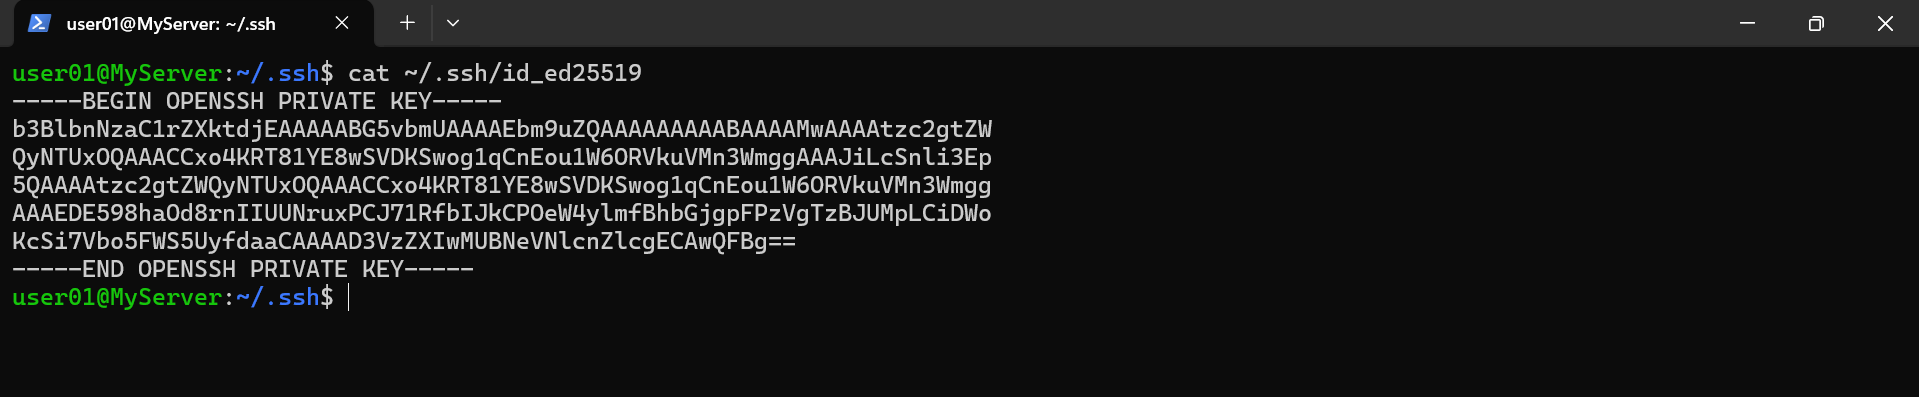 user01@MyServer: ~/.ssh
user01@MyServer:~/.ssh$ cat ~/.ssh/id_ed25519
-----BEGIN OPENSSH PRIVATE KEY-----
b3BlbnNzaC1rZXktdjEAAAAABG5vbmUAAAAEbm9uZQAAAAAAAAABAAAAMwAAAAtzc2gtZW
QyNTUxOQAAACCxo4KRT81YE8wSVDKSwog1qCnEou1W6ORVkuVMn3WmggAAAJiLcSnli3Ep
5QAAAAtzc2gtZWQyNTUxOQAAACCxo4KRT81YE8wSVDKSwog1qCnEou1W6ORVkuVMn3Wmgg
AAAEDE598haOd8rnIIUUNruxPCJ71RfbIJkCPOeW4ylmfBhbGjgpFPzVgTzBJUMpLCiDWo
KcSi7Vbo5FWS5UyfdaaCAAAAD3VzZXIwMUBNeVNlcnZlcgECAwQFBg==
-----END OPENSSH PRIVATE KEY-----
user01@MyServer:~/.ssh$